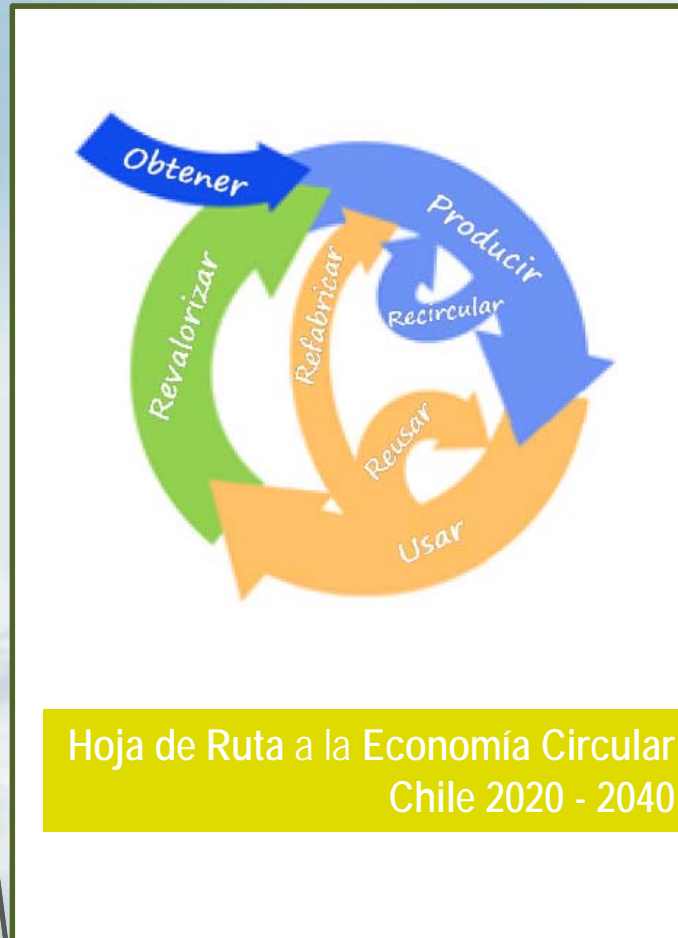 Obtener
Producir
Recircular
Refabricar
Revalorizar
Reusar
Usar
Hoja de Ruta a la Economía Circular
Chile 2020 - 2040